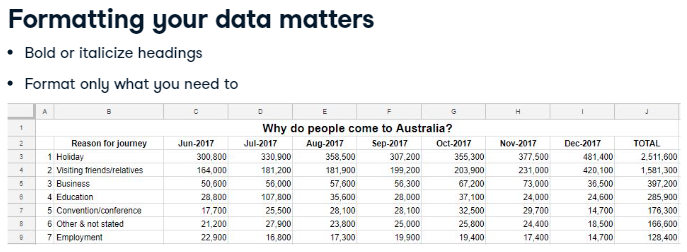 Formatting your data matters
• Bold or italicize headings
• Format only what you need to
A B C D E F G H I J
1 Why do people come to Australia?
2 Reason for journey Jun-2017 Jul-2017 Aug-2017 Sep-2017 Oct-2017 Nov-2017 Dec-2017 TOTAL
3 1 Holiday 300,800 330,900 358,500 307,200 355,300 377,500 481,400 2,511,600
4 2 Visiting friends/relatives 164,000 181,200 181,900 199,200 203,900 231,000 420,100 1,581,300
5 3 Business 50,600 56,000 57,600 56,300 67,200 73,000 36,500 397,200
6 4 Education 28,800 107,800 35,600 28,000 37,100 24,000 24,600 285,900
7 5 Convention/conference 17,700 25,500 28,100 28,100 32,500 29,700 14,700 176,300
8 6 Other & not stated 21,200 27,900 23,800 25,000 25,800 24,400 18,500 166,600
9 7 Employment 22,900 16,800 17,300 19,900 19,400 17,400 14,700 128,400